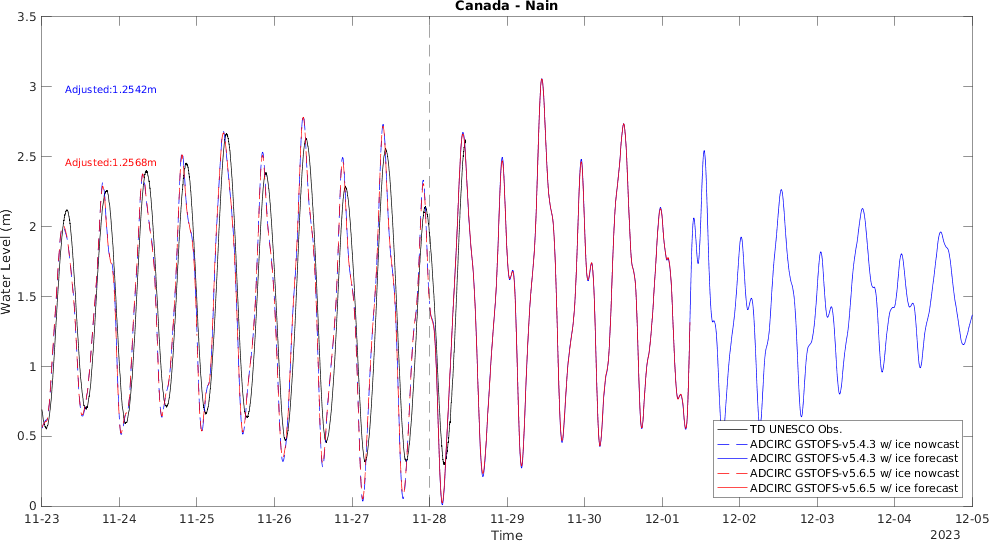 Canada - Nain
3.5
3
2.5
2
1.5
1
0.5
0
Water Level (m)
Adjusted:1.2542m
Adjusted:1.2568m
TD UNESCO Obs.
ADCIRC GSTOFS-v5.4.3 w/ ice nowcast
ADCIRC GSTOFS-v5.4.3 w/ ice forecast
ADCIRC GSTOFS-v5.6.5 w/ ice nowcast
ADCIRC GSTOFS-v5.6.5 w/ ice forecast
11-23 11-24 11-25 11-26 11-27 11-28 11-29 11-30 12-01 12-02 12-03 12-04 12-05
Time
2023